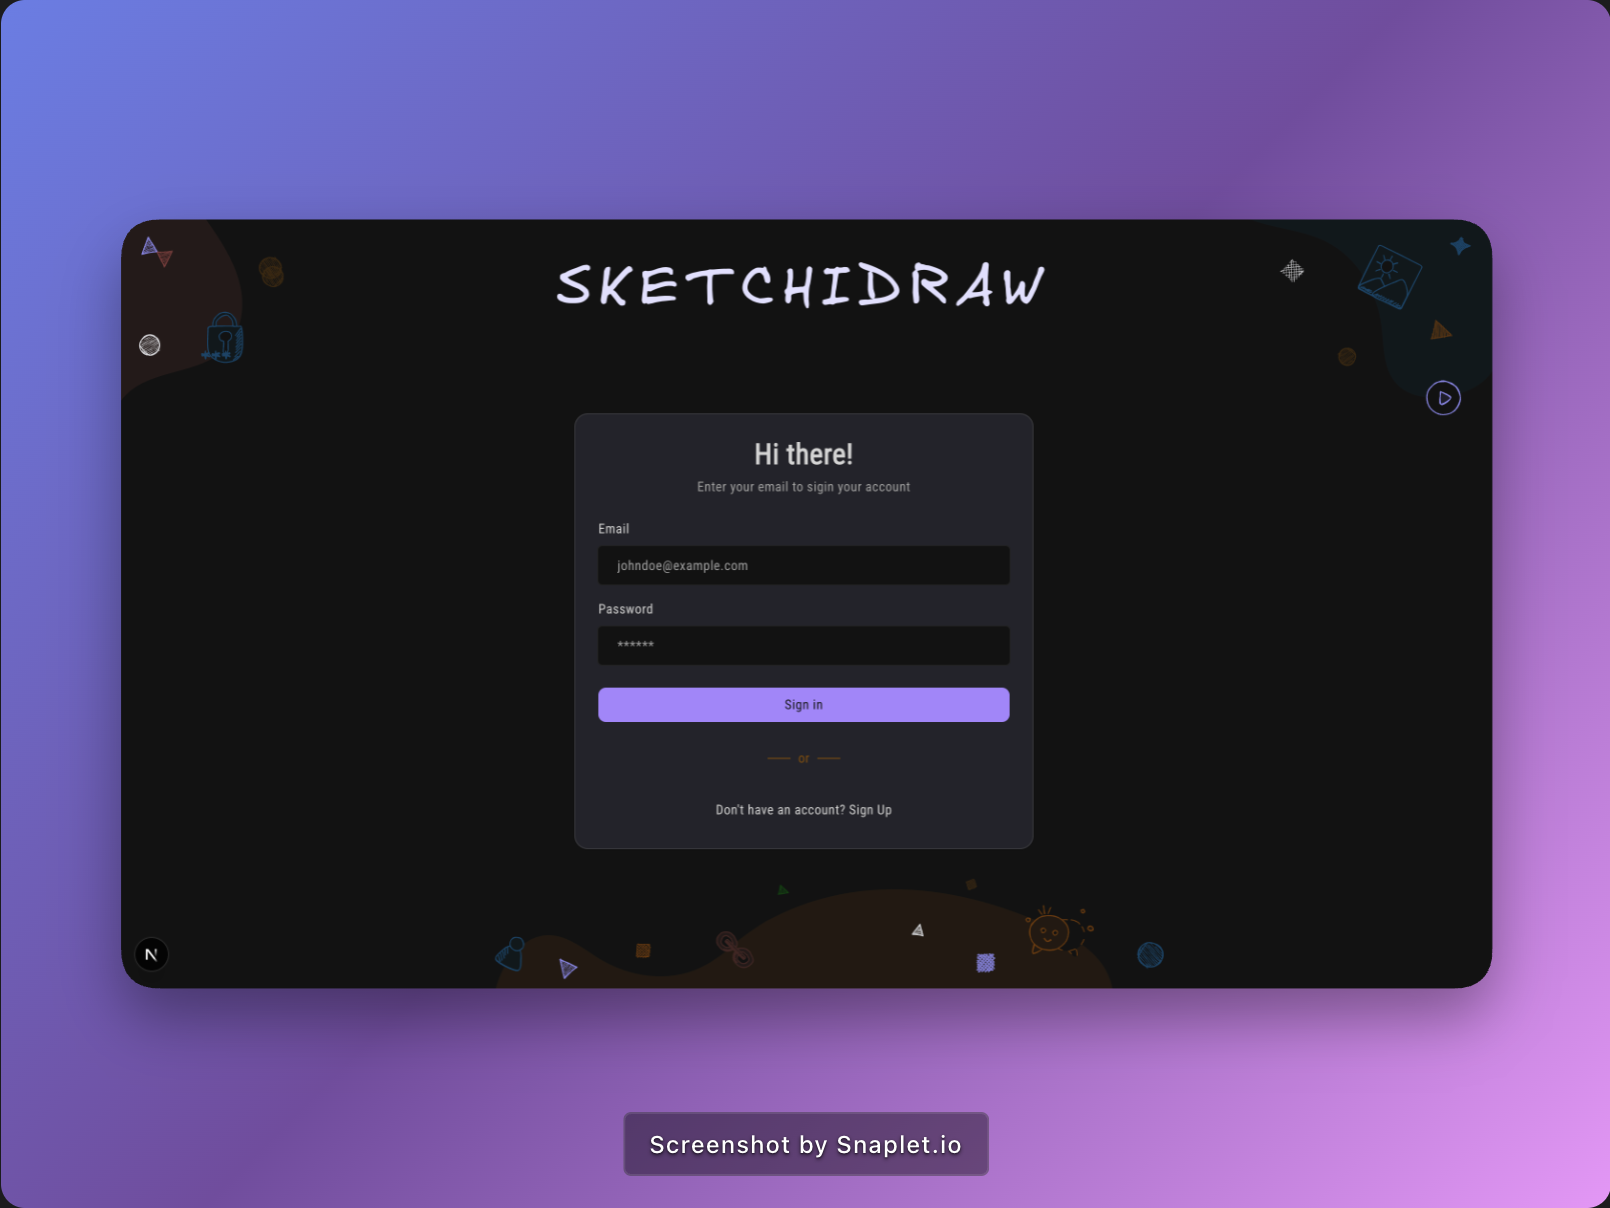 SKETCHIDRAW
Hi there!
Enter your email to sigin your account
Email
johndoe@example.com
Password
******
Sign in
or
Don't have an account? Sign Up
N
Screenshot by Snaplet.io